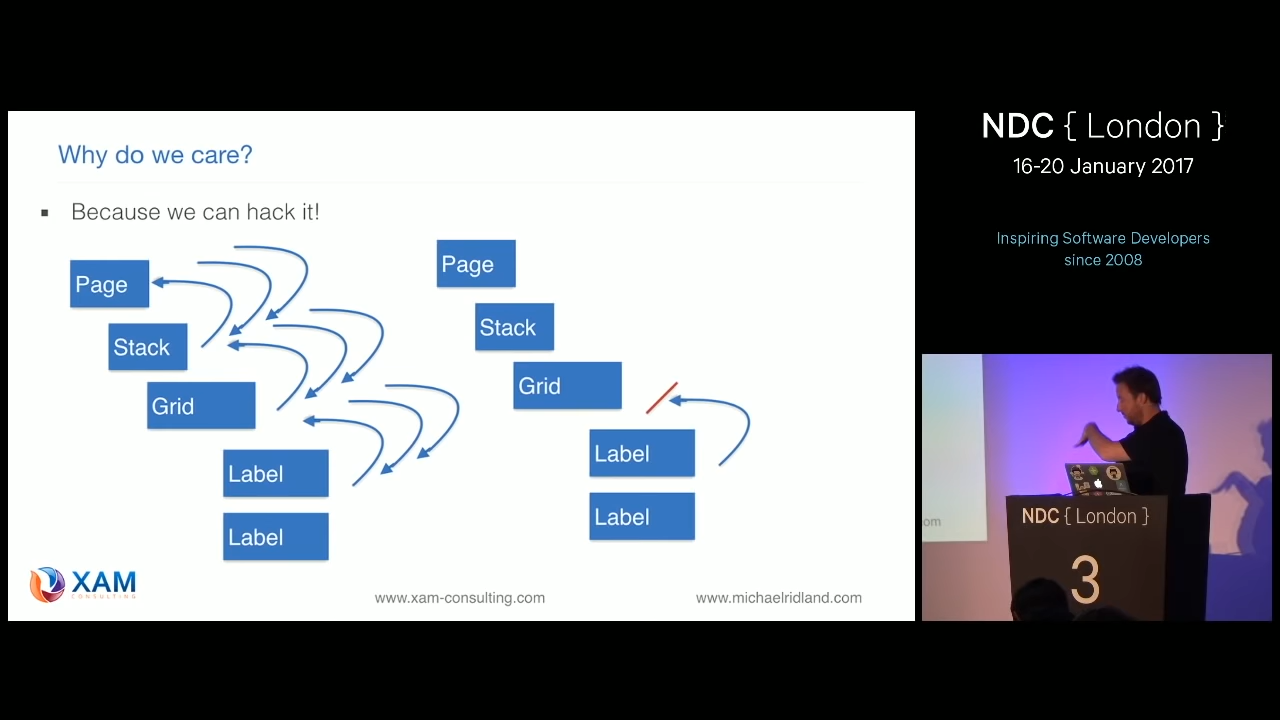 Why do we care?
Because we can hack it!
Page
Stack
Grid
Label
Label
Page
Stack
Grid
Label
Label
XAM
CONSULTING
www.xam-consulting.com
www.michaelridland.com
NDC { London }
16-20 January 2017
Inspiring Software Developers
since 2008
om
NDC { London }
3